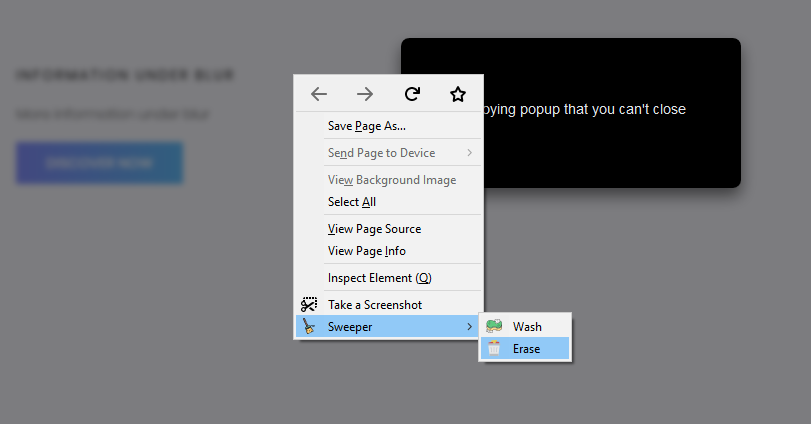 INFORMATION UNDER BLUR
More information under blur
DISCOVER NOW
oying popup that you can't close
Save Page As...
Send Page to Device
View Background Image
Select All
View Page Source
View Page Info
Inspect Element (Q)
Take a Screenshot
Sweeper
Wash
Erase